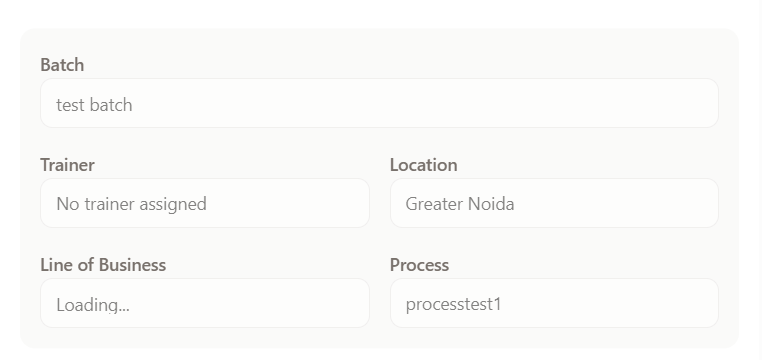 Batch
test batch
Trainer
Location
No trainer assigned
Greater Noida
Line of Business
Process
Loading...
processtest1